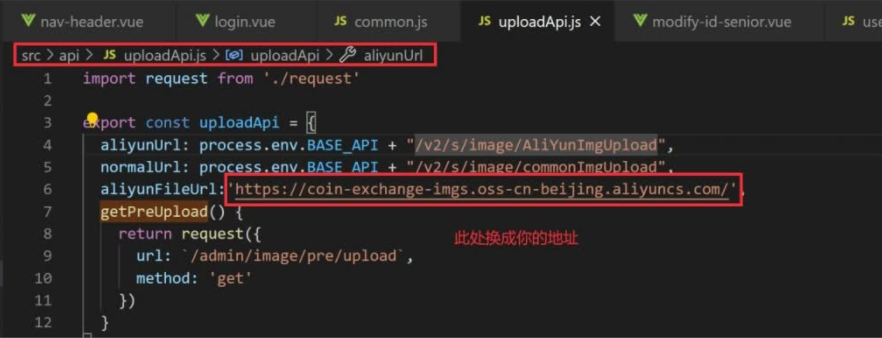 nav-header.vue login.vue JS common.js JS uploadApi.js × modify-id-senior.vue JS use
src > api > JS uploadApi.js > uploadApi > aliyunUrl
1 import request from './request'
2
3 export const uploadApi = {
4 aliyunUrl: process.env.BASE_API + "/v2/s/image/AliYunImgUpload",
5 normalUrl: process.env.BASE_API + "/v2/s/image/commonImgUpload",
6 aliyunFileUrl:'https://coin-exchange-imgs.oss-cn-beijing.aliyuncs.com/',
7 getPreUpload() {
8 return request({
此处换成你的地址
9 url: `/admin/image/pre/upload`,
10 method: 'get'
11 })
12 }